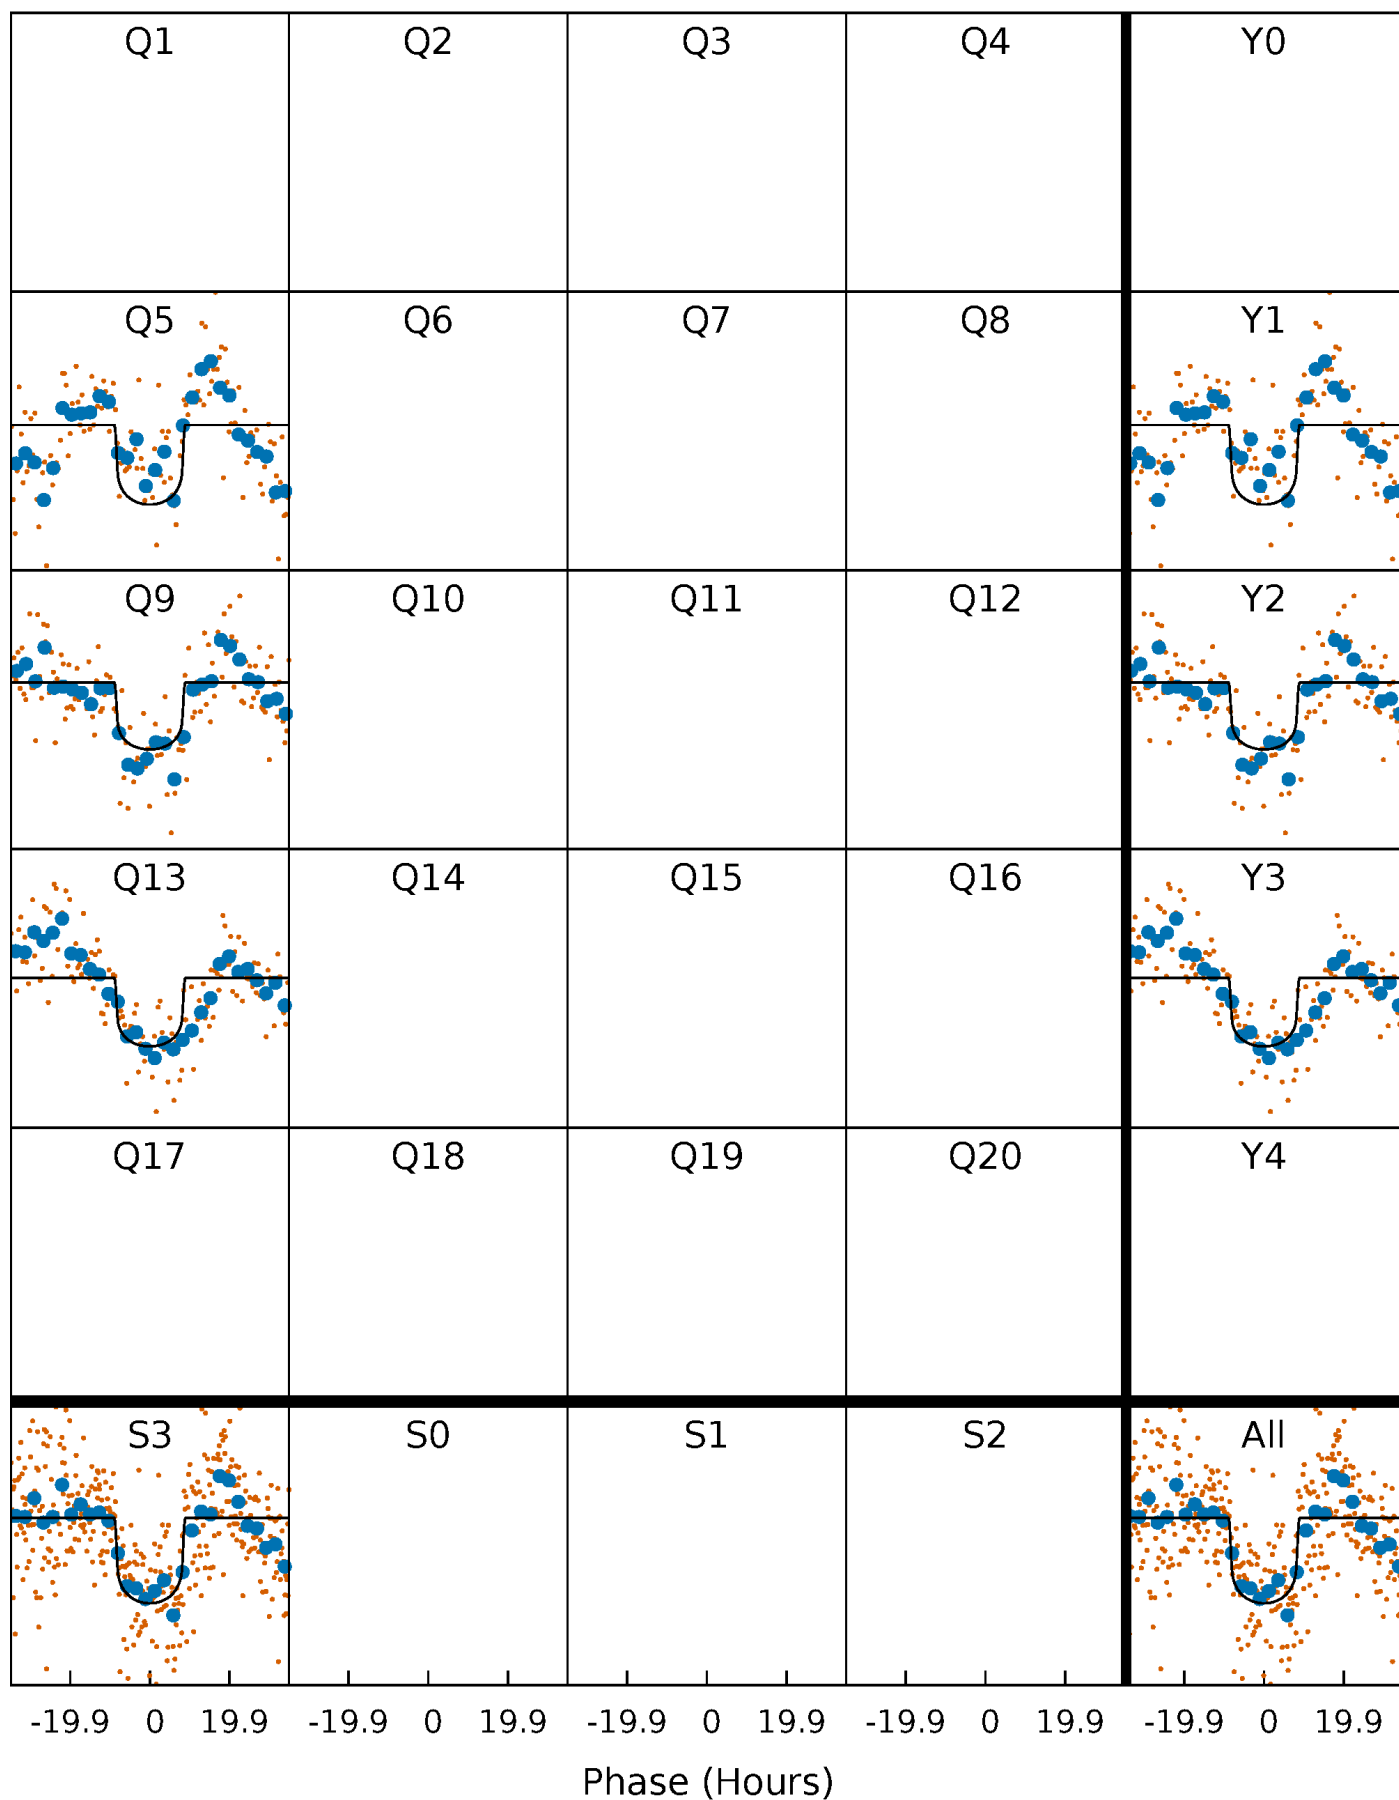 Q1 Q2 Q3 Q4 Y0
Q5 Q6 Q7 Q8 Y1
Q9 Q10 Q11 Q12 Y2
Q13 Q14 Q15 Q16 Y3
Q17 Q18 Q19 Q20 Y4
S3 S0 S1 S2 All
-19.9 0 19.9 -19.9 0 19.9 -19.9 0 19.9 -19.9 0 19.9 -19.9 0 19.9
Phase (Hours)